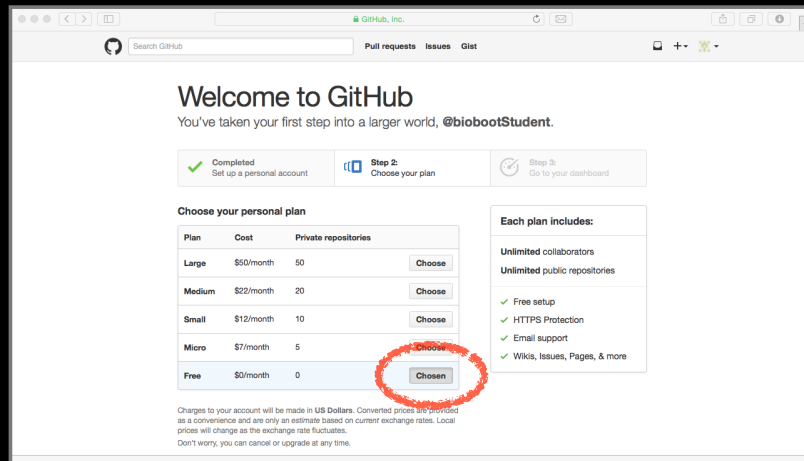 GitHub, Inc.
Search GitHub
Pull requests Issues Gist
Welcome to GitHub
You've taken your first step into a larger world, @biobootStudent.
Completed
Set up a personal account
Step 2:
Choose your plan
Step 3:
Go to your dashboard
Choose your personal plan
Plan Cost Private repositories
Large $50/month 50 Choose
Medium $22/month 20 Choose
Small $12/month 10 Choose
Micro $7/month 5 Choose
Free $0/month 0 Chosen
Charges to your account will be made in US Dollars. Converted prices are provided
as a convenience and are only an estimate based on current exchange rates. Local
prices will change as the exchange rate fluctuates.
Don't worry, you can cancel or upgrade at any time.
Each plan includes:
Unlimited collaborators
Unlimited public repositories
Free setup
HTTPS Protection
Email support
Wikis, Issues, Pages, & more